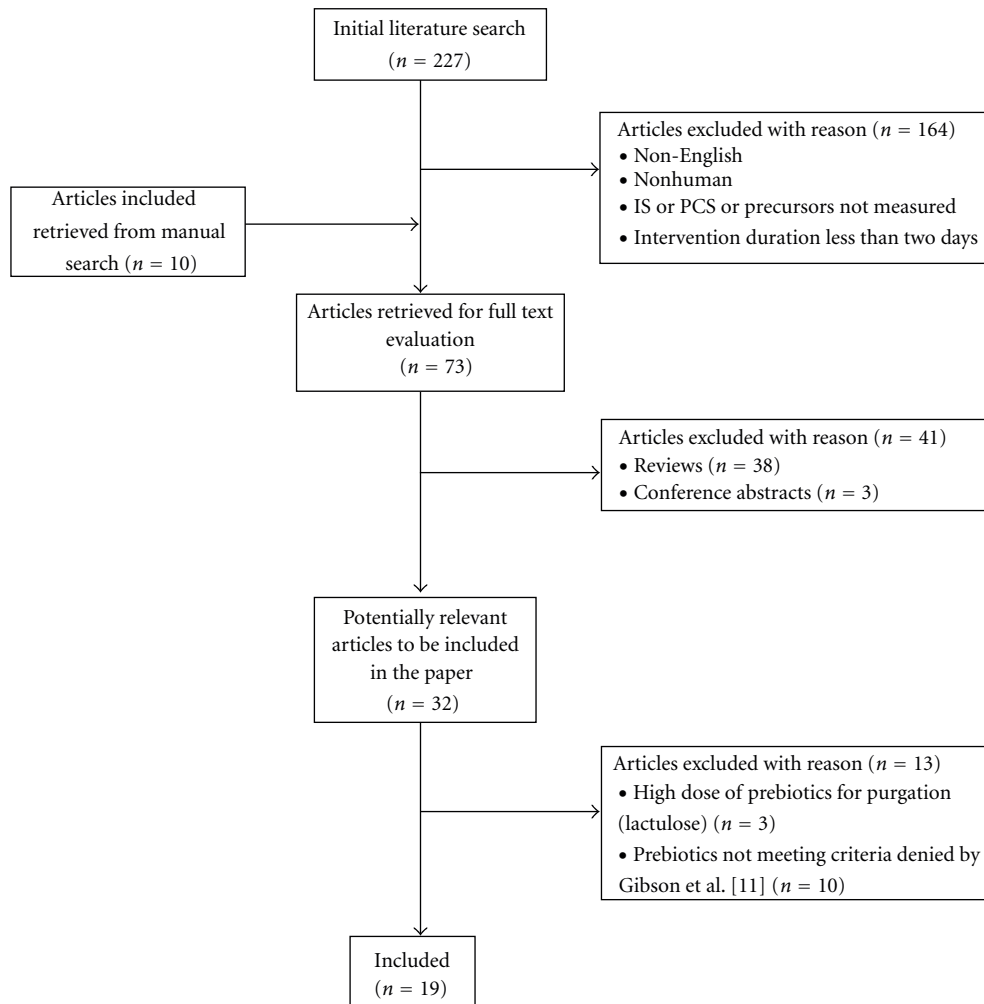 Initial literature search
(n = 227)
Articles excluded with reason (n = 164)
• Non-English
• Nonhuman
• IS or PCS or precursors not measured
• Intervention duration less than two days
Articles included
retrieved from manual
search (n = 10)
Articles retrieved for full text
evaluation
(n = 73)
Articles excluded with reason (n = 41)
• Reviews (n = 38)
• Conference abstracts (n = 3)
Potentially relevant
articles to be included
in the paper
(n = 32)
Articles excluded with reason (n = 13)
• High dose of prebiotics for purgation
(lactulose) (n = 3)
• Prebiotics not meeting criteria denied by
Gibson et al. [11] (n = 10)
Included
(n = 19)